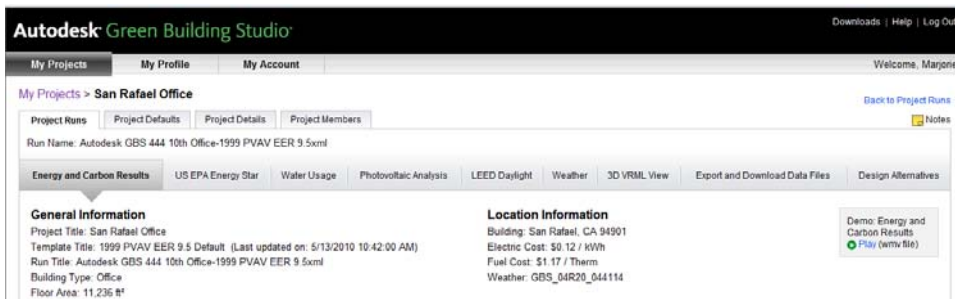 Autodesk Green Building Studio
Downloads | Help | Log Out
My Projects My Profile My Account
Welcome, Marjorie
My Projects > San Rafael Office
Back to Project Runs
Project Runs Project Defaults Project Details Project Members
Notes
Run Name: Autodesk GBS 444 10th Office-1999 PVAV EER 9.5xml
Energy and Carbon Results US EPA Energy Star Water Usage Photovoltaic Analysis LEED Daylight Weather 3D VRML View Export and Download Data Files Design Alternatives
General Information
Project Title: San Rafael Office
Template Title: 1999 PVAV EER 9.5 Default (Last updated on: 5/13/2010 10:42:00 AM)
Run Title: Autodesk GBS 444 10th Office-1999 PVAV EER 9.5xml
Building Type: Office
Floor Area: 11,236 ft²
Location Information
Building: San Rafael, CA 94901
Electric Cost: $0.12 / kWh
Fuel Cost: $1.17 / Therm
Weather: GBS_04R20_044114
Demo: Energy and
Carbon Results
Play (wmv file)